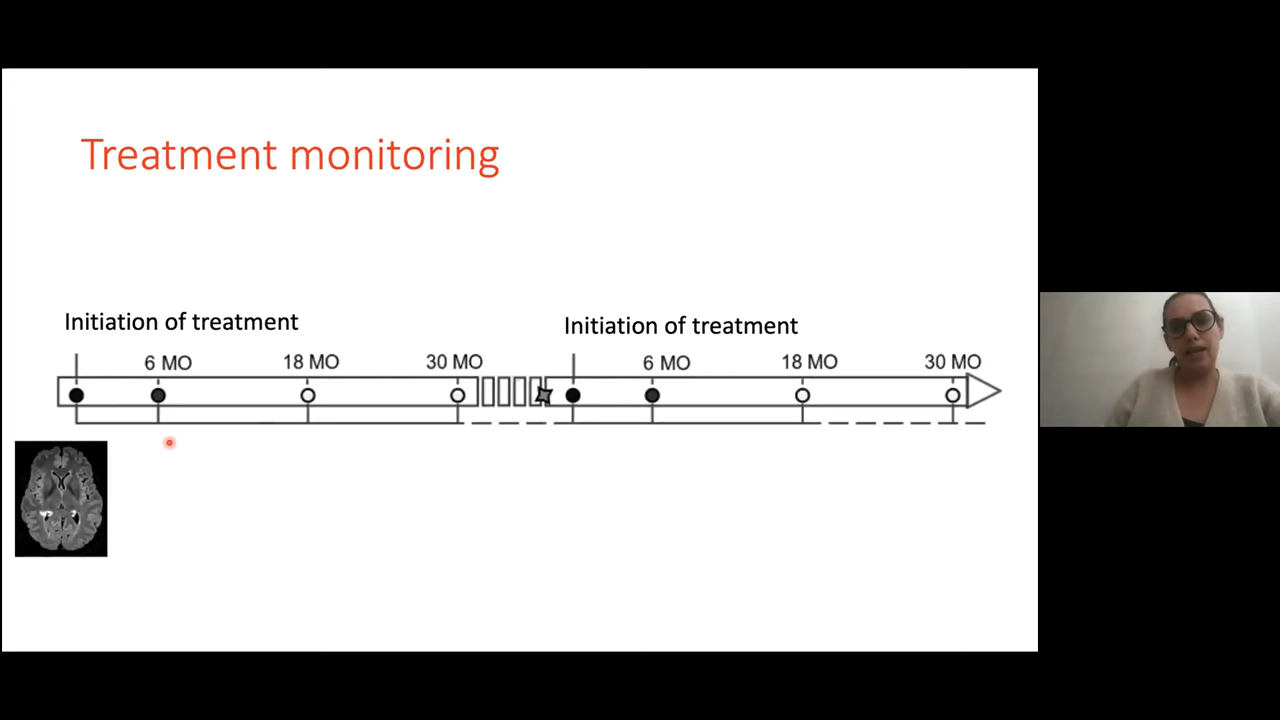 Treatment monitoring
Initiation of treatment
6 MO 18 MO 30 MO
Initiation of treatment
6 MO 18 MO 30 MO